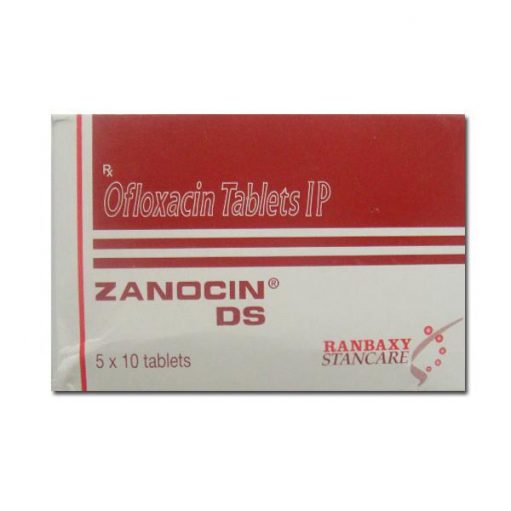 Rx
Ofloxacin Tablets IP
ZANOCIN®
DS
5 x 10 tablets
RANBAXY
STANCARE